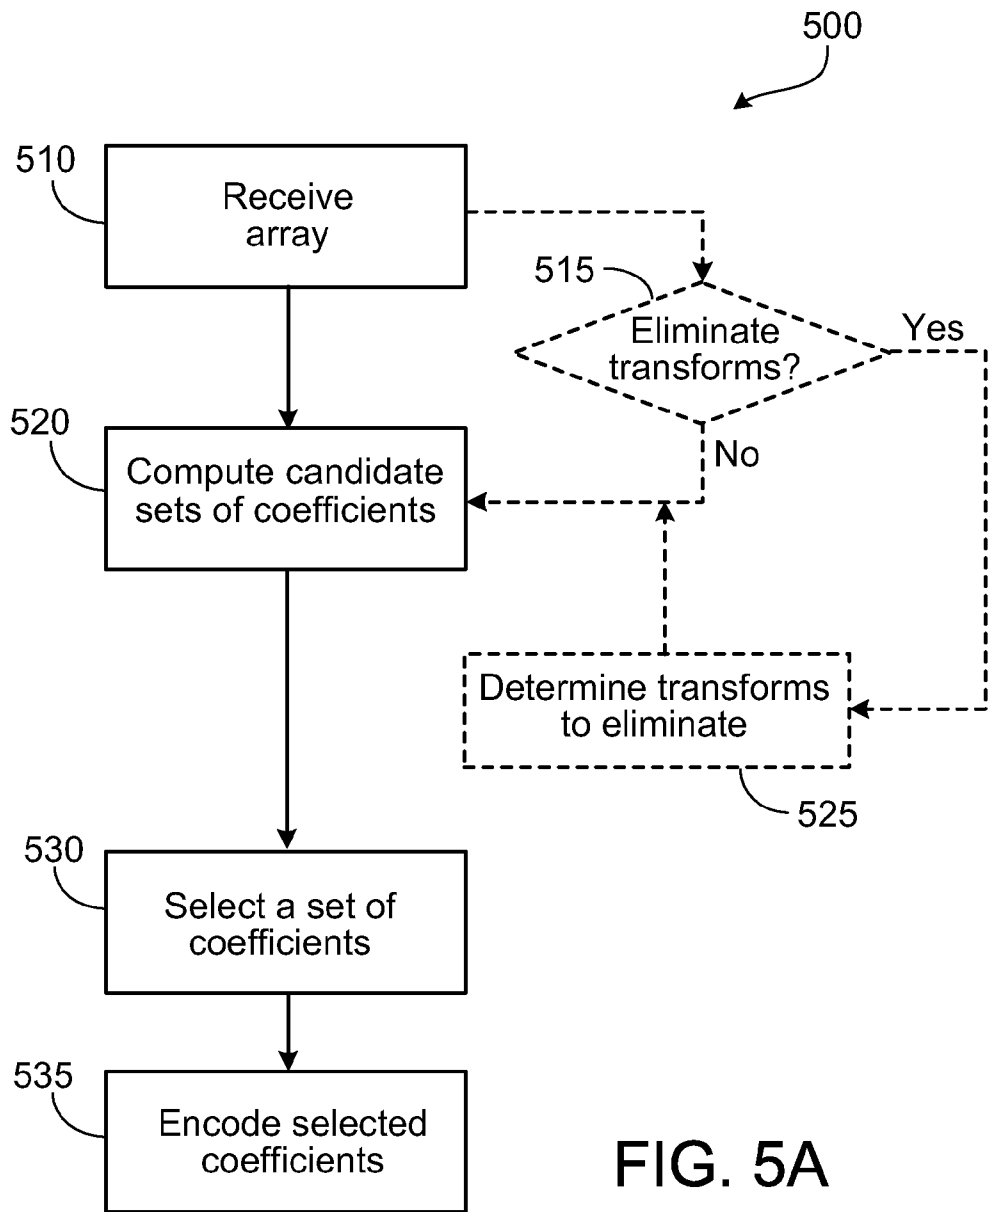 500
510
Receive
array
515
Eliminate
transforms?
Yes
No
520
Compute candidate
sets of coefficients
Determine transforms
to eliminate
525
530
Select a set of
coefficients
535
Encode selected
coefficients
FIG. 5A